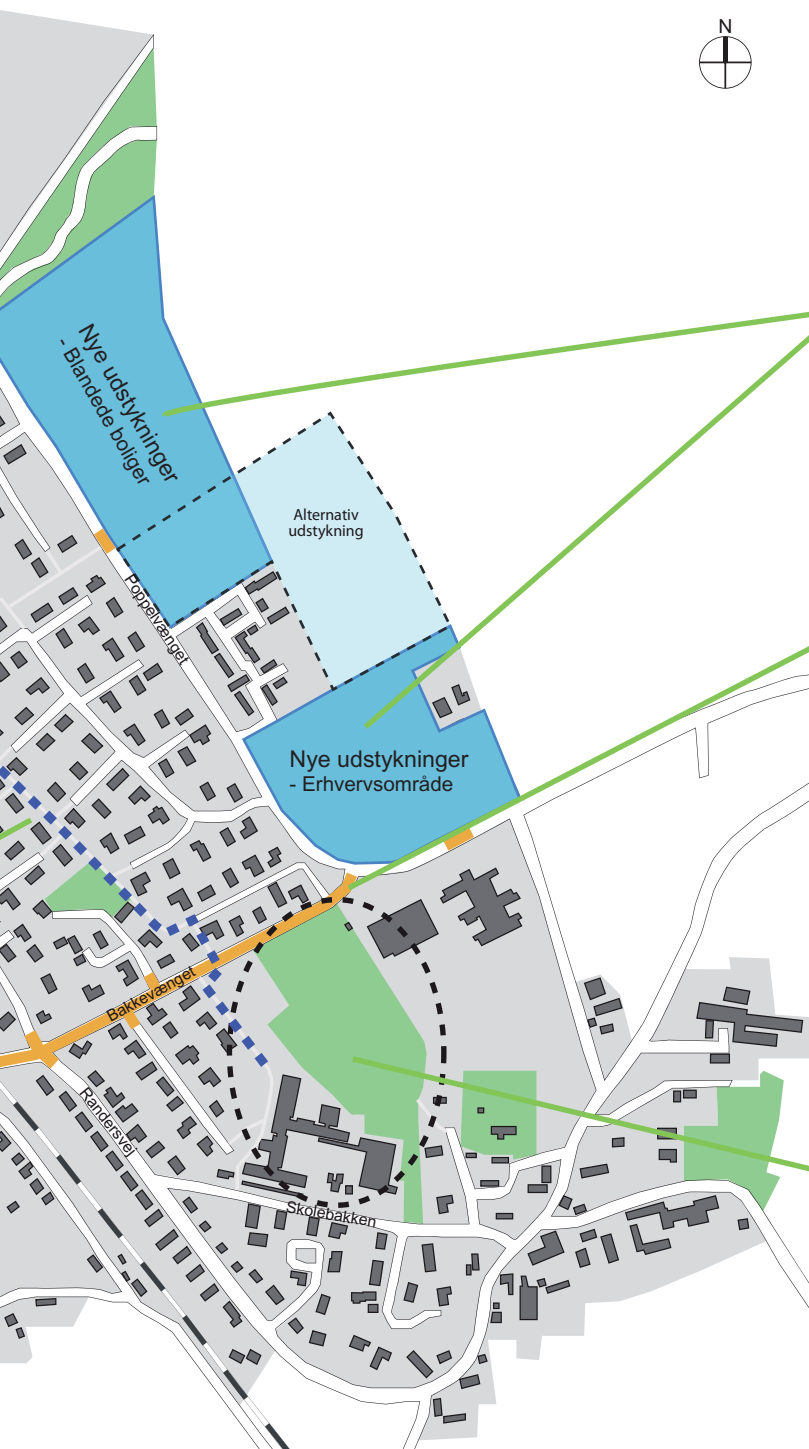 N
Nye udstykninger
- Blandede boliger
Alternativ
udstykning
Poppelvænget
Nye udstykninger
- Erhvervsområde
Bakkevænget
Randersvej
Skolebakken